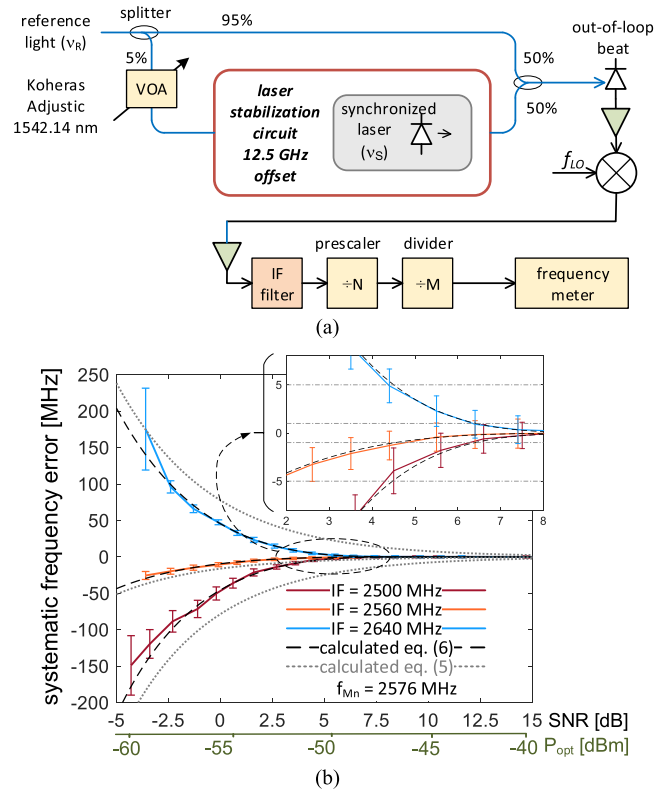 reference
light (νR)
splitter
95%
5%
VOA
Koheras
Adjustic
1542.14 nm
laser
stabilization
circuit
12.5 GHz
offset
synchronized
laser
(νS)
50%
50%
out-of-loop
beat
fLO
IF
filter
prescaler
÷N
divider
÷M
frequency
meter
(a)
systematic frequency error [MHz]
250
200
150
100
50
0
-50
-100
-150
-200
5
0
-5
2 3 4 5 6 7 8
IF = 2500 MHz
IF = 2560 MHz
IF = 2640 MHz
calculated eq. (6)
calculated eq. (5)
fMn = 2576 MHz
-5 -2.5 0 2.5 5 7.5 10 12.5 15 SNR [dB]
-60 -55 -50 -45 -40 Popt [dBm]
(b)